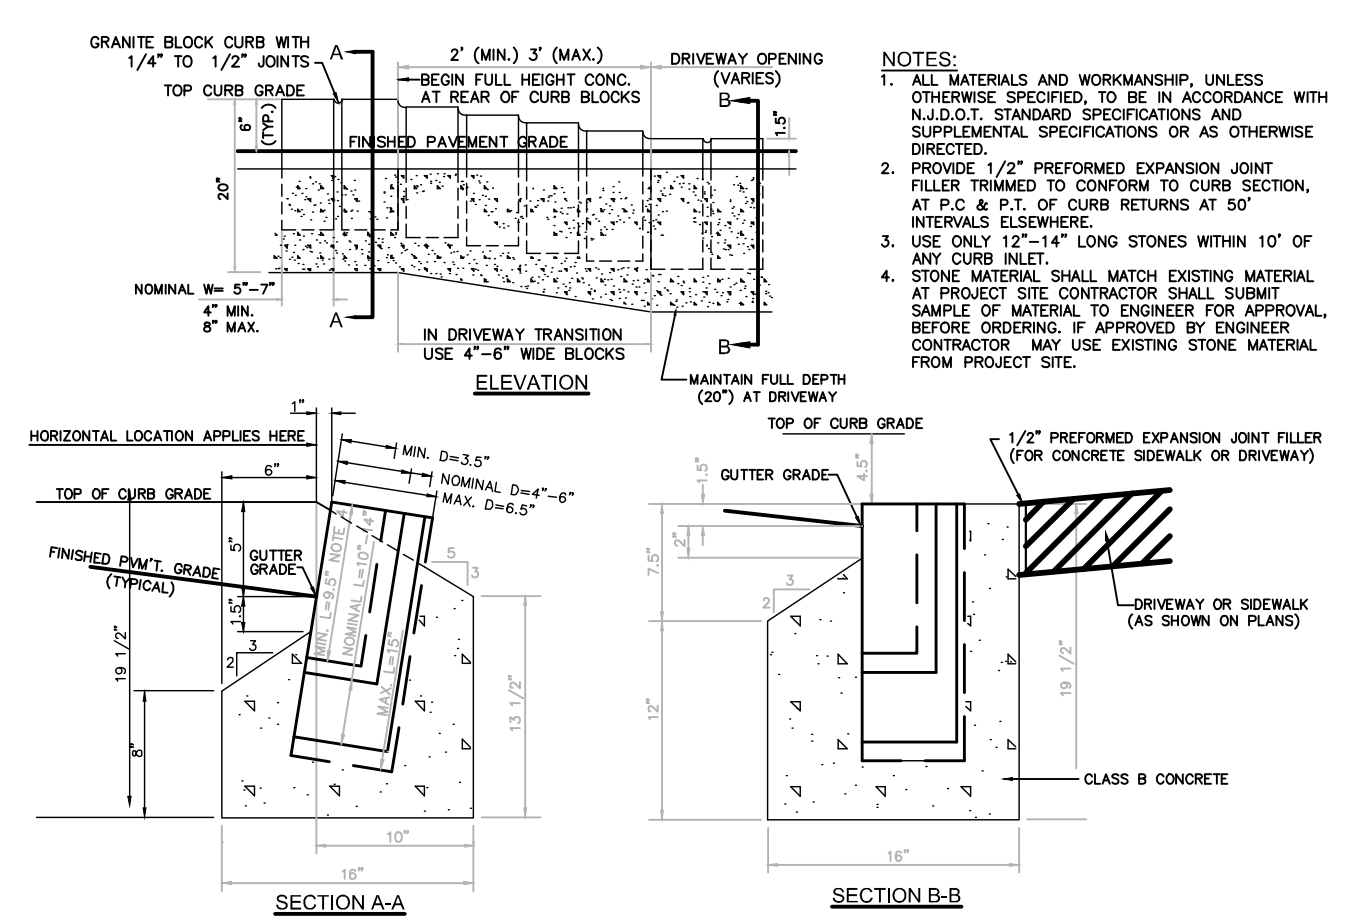 GRANITE BLOCK CURB WITH
1/4" TO 1/2" JOINTS
TOP CURB GRADE
A
2' (MIN.) 3' (MAX.)
BEGIN FULL HEIGHT CONC.
AT REAR OF CURB BLOCKS
DRIVEWAY OPENING
(VARIES)
B
1.5"
6"
(TYP.)
FINISHED PAVEMENT GRADE
20"
NOMINAL W= 5"-7"
4" MIN.
8" MAX.
A
IN DRIVEWAY TRANSITION
USE 4"-6" WIDE BLOCKS
B
ELEVATION
MAINTAIN FULL DEPTH
(20") AT DRIVEWAY
NOTES:
1. ALL MATERIALS AND WORKMANSHIP, UNLESS
OTHERWISE SPECIFIED, TO BE IN ACCORDANCE WITH
N.J.D.O.T. STANDARD SPECIFICATIONS AND
SUPPLEMENTAL SPECIFICATIONS OR AS OTHERWISE
DIRECTED.
2. PROVIDE 1/2" PREFORMED EXPANSION JOINT
FILLER TRIMMED TO CONFORM TO CURB SECTION,
AT P.C & P.T. OF CURB RETURNS AT 50'
INTERVALS ELSEWHERE.
3. USE ONLY 12"-14" LONG STONES WITHIN 10' OF
ANY CURB INLET.
4. STONE MATERIAL SHALL MATCH EXISTING MATERIAL
AT PROJECT SITE CONTRACTOR SHALL SUBMIT
SAMPLE OF MATERIAL TO ENGINEER FOR APPROVAL,
BEFORE ORDERING. IF APPROVED BY ENGINEER
CONTRACTOR MAY USE EXISTING STONE MATERIAL
FROM PROJECT SITE.
1"
HORIZONTAL LOCATION APPLIES HERE
6"
MIN. D=3.5"
NOMINAL D=4"-6"
MAX. D=6.5"
TOP OF CURB GRADE
5"
FINISHED PVM'T. GRADE
(TYPICAL)
GUTTER
GRADE
1.5"
19 1/2"
3
2
8"
MIN. L=9.5" NOTE 4
NOMINAL L=10"-14"
MAX. L=15"
5
3
13 1/2"
10"
16"
SECTION A-A
TOP OF CURB GRADE
4.5"
1.5"
GUTTER GRADE
2"
7.5"
3
2
12"
16"
19 1/2"
1/2" PREFORMED EXPANSION JOINT FILLER
(FOR CONCRETE SIDEWALK OR DRIVEWAY)
DRIVEWAY OR SIDEWALK
(AS SHOWN ON PLANS)
CLASS B CONCRETE
SECTION B-B